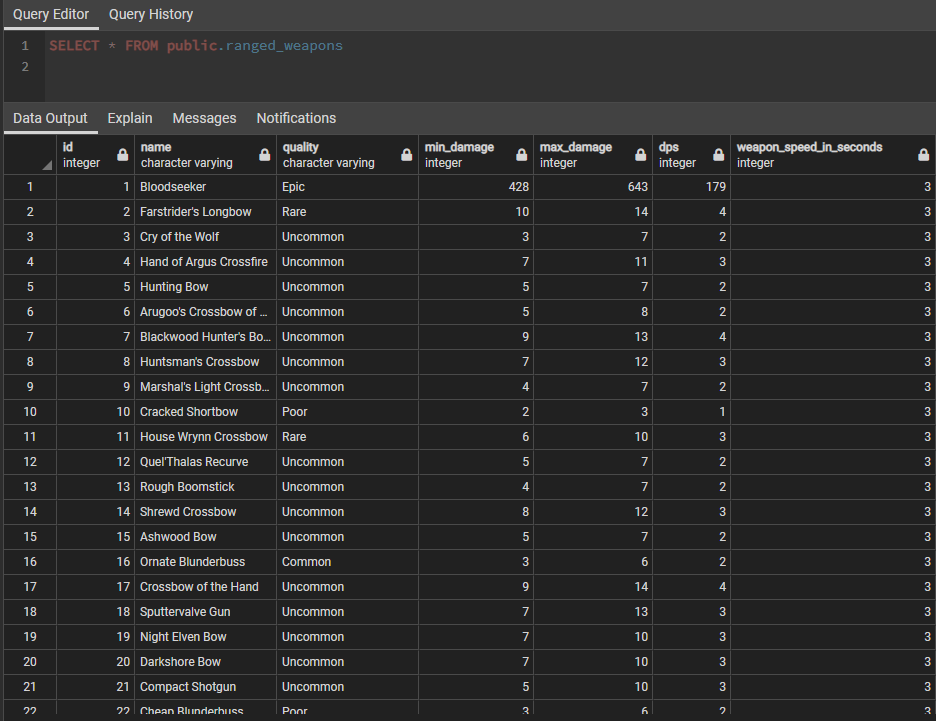 Query Editor Query History
1 SELECT * FROM public.ranged_weapons
2
Data Output Explain Messages Notifications
id name quality min_damage max_damage dps weapon_speed_in_seconds
integer character varying character varying integer integer integer integer
1 1 Bloodseeker Epic 428 643 179 3
2 2 Farstrider's Longbow Rare 10 14 4 3
3 3 Cry of the Wolf Uncommon 3 7 2 3
4 4 Hand of Argus Crossfire Uncommon 7 11 3 3
5 5 Hunting Bow Uncommon 5 7 2 3
6 6 Arugoo's Crossbow of ... Uncommon 5 8 2 3
7 7 Blackwood Hunter's Bo... Uncommon 9 13 4 3
8 8 Huntsman's Crossbow Uncommon 7 12 3 3
9 9 Marshal's Light Crossb... Uncommon 4 7 2 3
10 10 Cracked Shortbow Poor 2 3 1 3
11 11 House Wrynn Crossbow Rare 6 10 3 3
12 12 Quel'Thalas Recurve Uncommon 5 7 2 3
13 13 Rough Boomstick Uncommon 4 7 2 3
14 14 Shrewd Crossbow Uncommon 8 12 3 3
15 15 Ashwood Bow Uncommon 5 7 2 3
16 16 Ornate Blunderbuss Common 3 6 2 3
17 17 Crossbow of the Hand Uncommon 9 14 4 3
18 18 Sputtervalve Gun Uncommon 7 13 3 3
19 19 Night Elven Bow Uncommon 7 10 3 3
20 20 Darkshore Bow Uncommon 7 10 3 3
21 21 Compact Shotgun Uncommon 5 10 3 3
22 22 Cheap Blunderbuss Poor 3 6 2 3